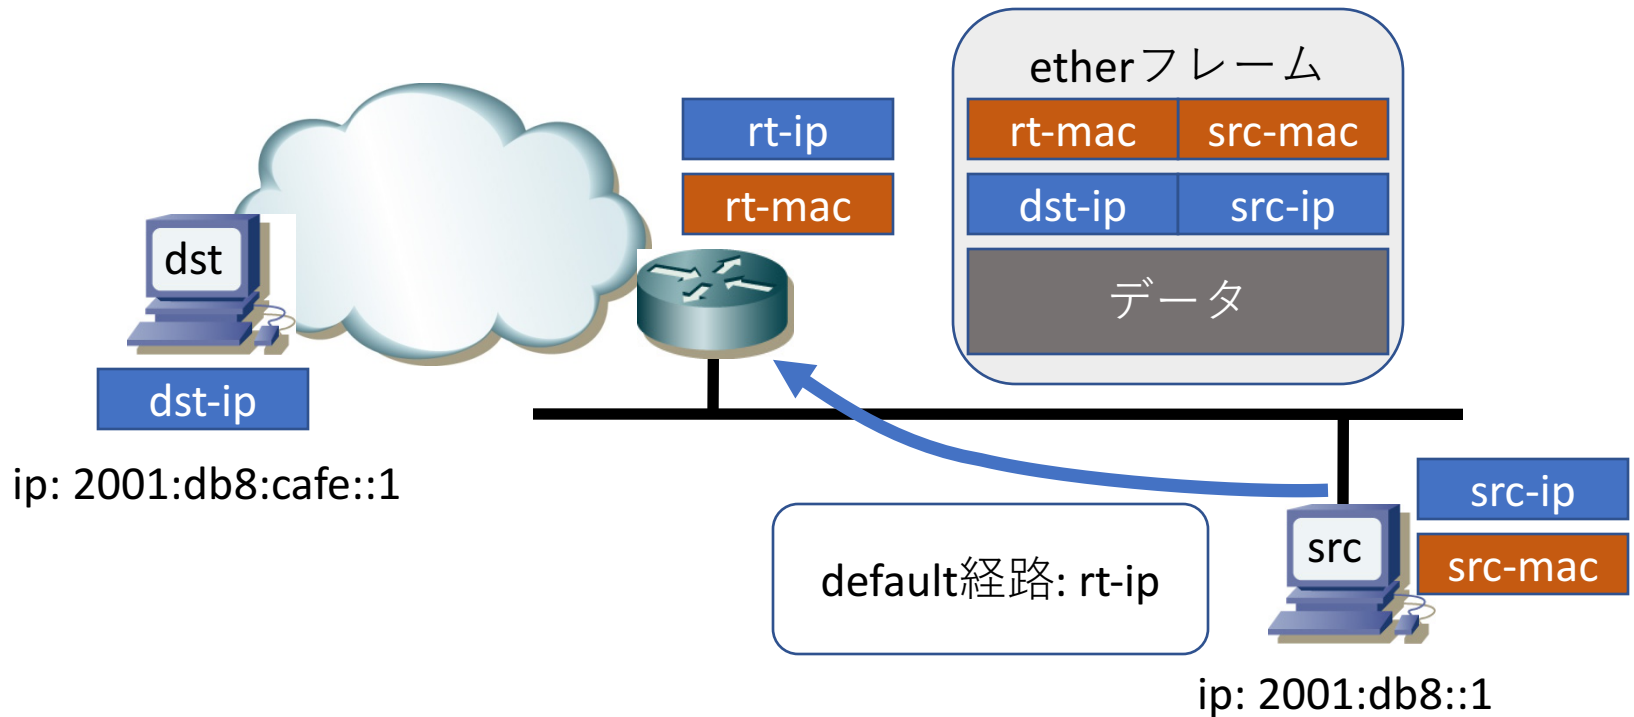 etherフレーム
rt-ip
rt-mac
rt-mac src-mac
dst-ip src-ip
データ
dst
dst-ip
ip: 2001:db8:cafe::1
default経路: rt-ip
src
src-ip
src-mac
ip: 2001:db8::1